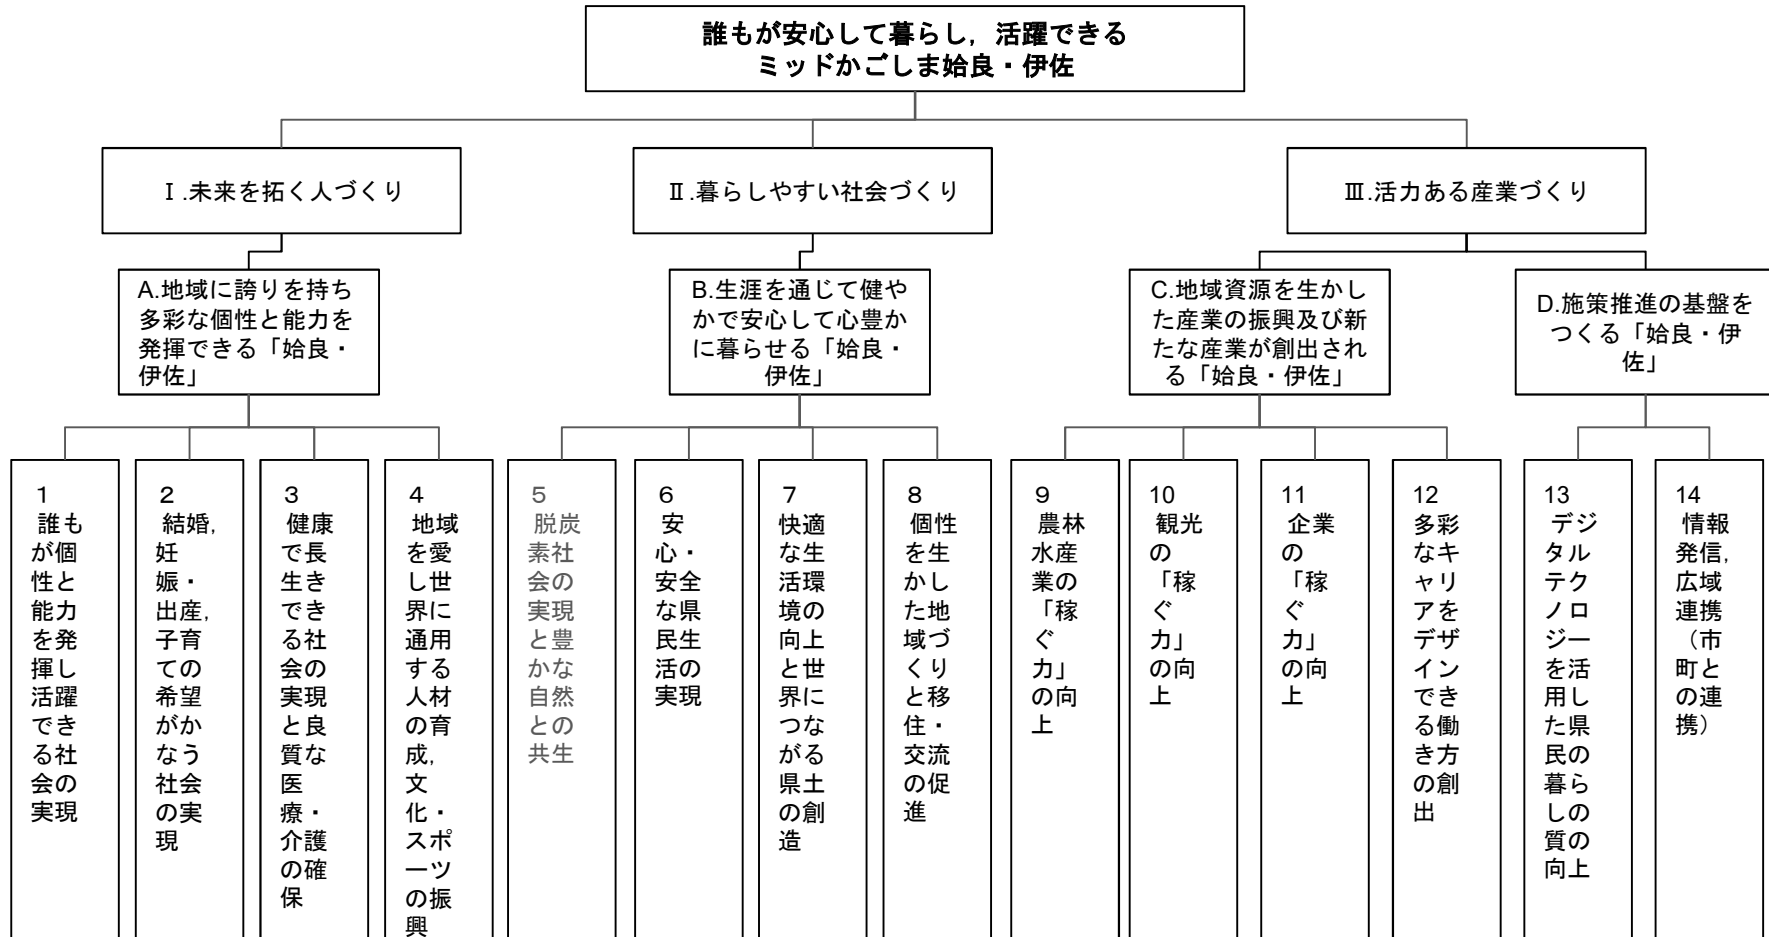 誰もが安心して暮らし，活躍できる
ミッドかごしま姶良・伊佐
Ⅰ.未来を拓く人づくり
Ⅱ.暮らしやすい社会づくり
Ⅲ.活力ある産業づくり
A.地域に誇りを持ち
多彩な個性と能力を
発揮できる「姶良・
伊佐」
B.生涯を通じて健や
かで安心して心豊か
に暮らせる「姶良・
伊佐」
C.地域資源を生かし
た産業の振興及び新
たな産業が創出され
る「姶良・伊佐」
D.施策推進の基盤を
つくる「姶良・伊
佐」
1
誰も
が個
性と
能力
を発
揮し
活躍
でき
る社
会の
実現
２
結婚,
妊
娠・
出産,
子育
ての
希望
がか
なう
社会
の実
現
３
健康
で長
生き
でき
る社
会の
実現
と良
質な
医
療・
介護
の確
保
４
地域
を愛
し世
界に
通用
する
人材
の育
成,
文
化・
スポ
ーツ
の振
興
５
脱炭
素社
会の
実現
と豊
かな
自然
との
共生
６
安
心・
安全
な県
民生
活の
実現
７
快適
な生
活環
境の
向上
と世
界に
つな
がる
県土
の創
造
８
個性
を生
かし
た地
域づ
くり
と移
住・
交流
の促
進
９
農林
水産
業の
「稼
ぐ
力」
の向
上
10
観光
の
「稼
ぐ
力」
の向
上
11
企業
の
「稼
ぐ
力」
の向
上
12
多彩
なキ
ャリ
アを
デザ
イン
でき
る働
き方
の創
出
13
デジ
タル
テク
ノロ
ジー
を活
用し
た県
民の
暮ら
しの
質の
向上
14
情報
発信,
広域
連携
（市
町と
の連
携）